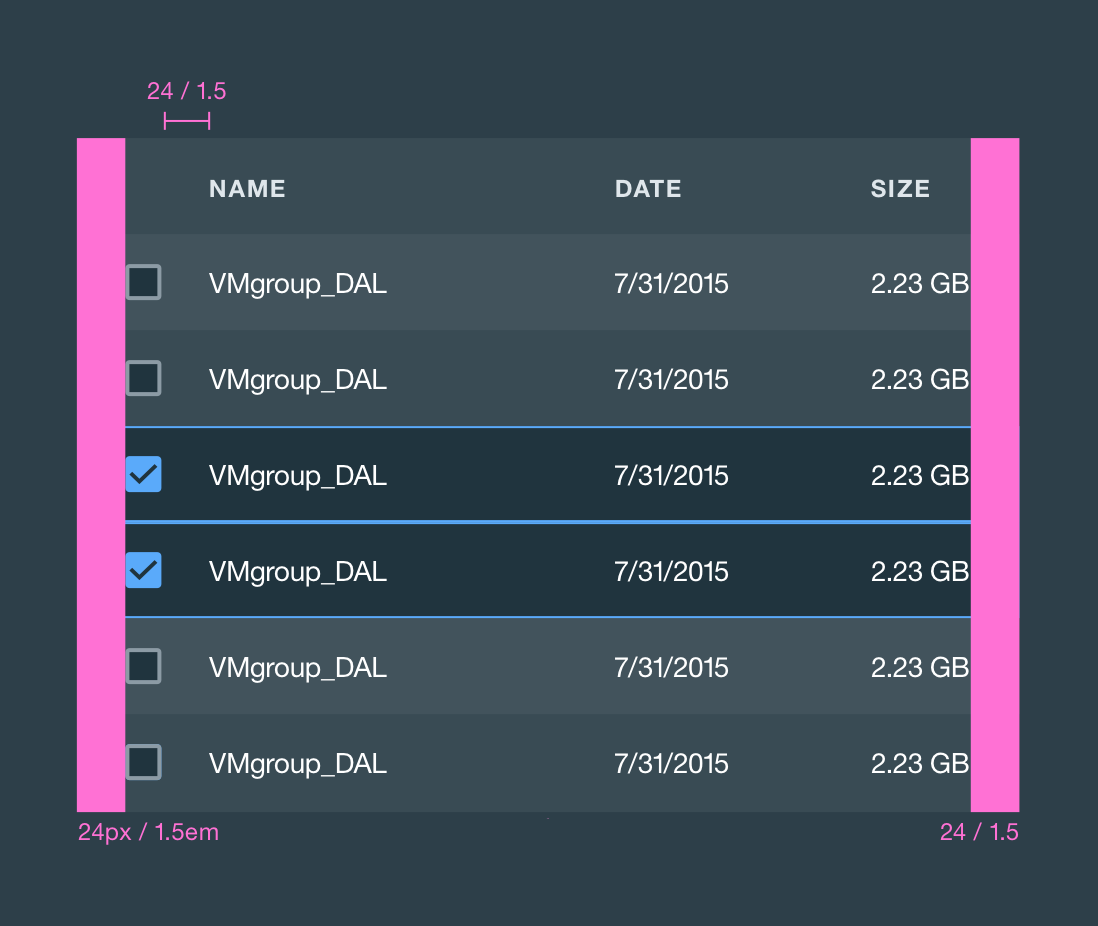 24 / 1.5
NAME DATE SIZE
VMgroup_DAL 7/31/2015 2.23 GB
VMgroup_DAL 7/31/2015 2.23 GB
VMgroup_DAL 7/31/2015 2.23 GB
VMgroup_DAL 7/31/2015 2.23 GB
VMgroup_DAL 7/31/2015 2.23 GB
VMgroup_DAL 7/31/2015 2.23 GB
24px / 1.5em 24 / 1.5